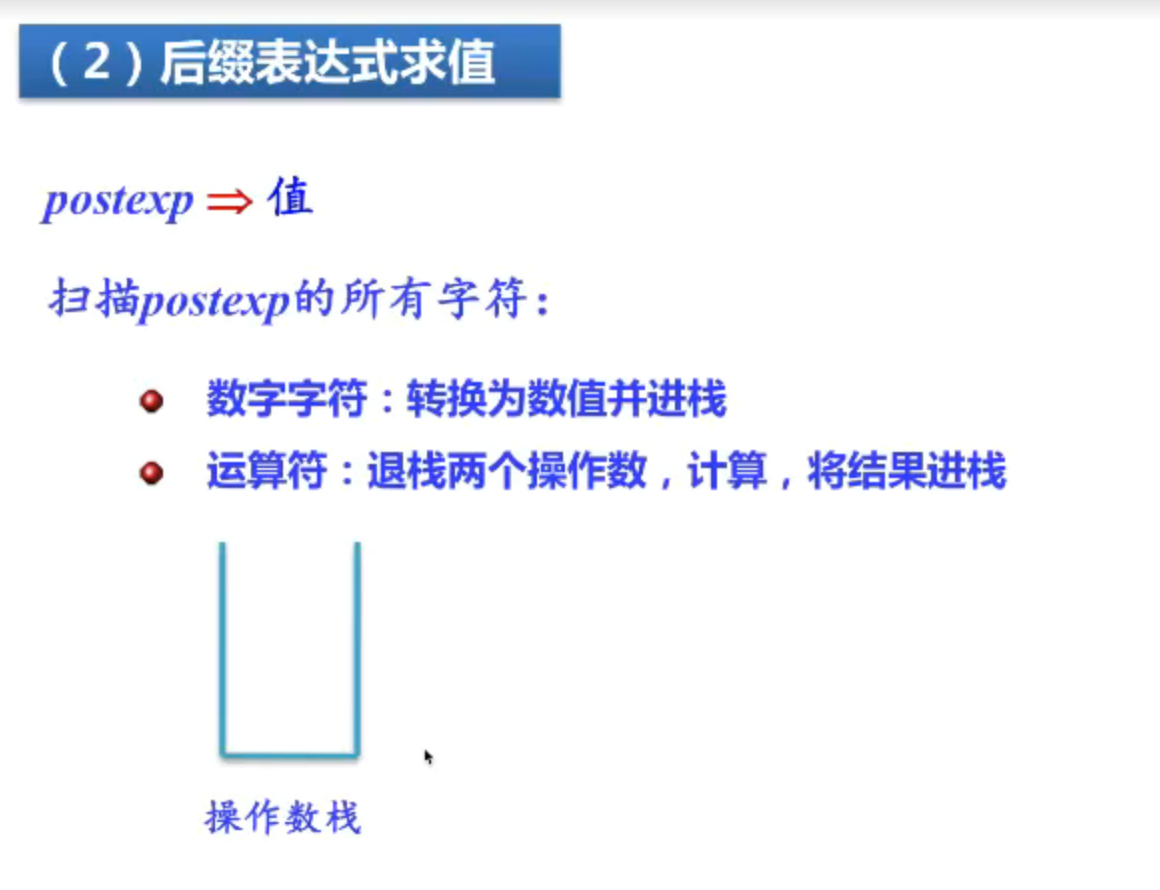 （2）后缀表达式求值
postexp ⇒ 值
扫描postexp的所有字符：
数字字符：转换为数值并进栈
运算符：退栈两个操作数，计算，将结果进栈
操作数栈